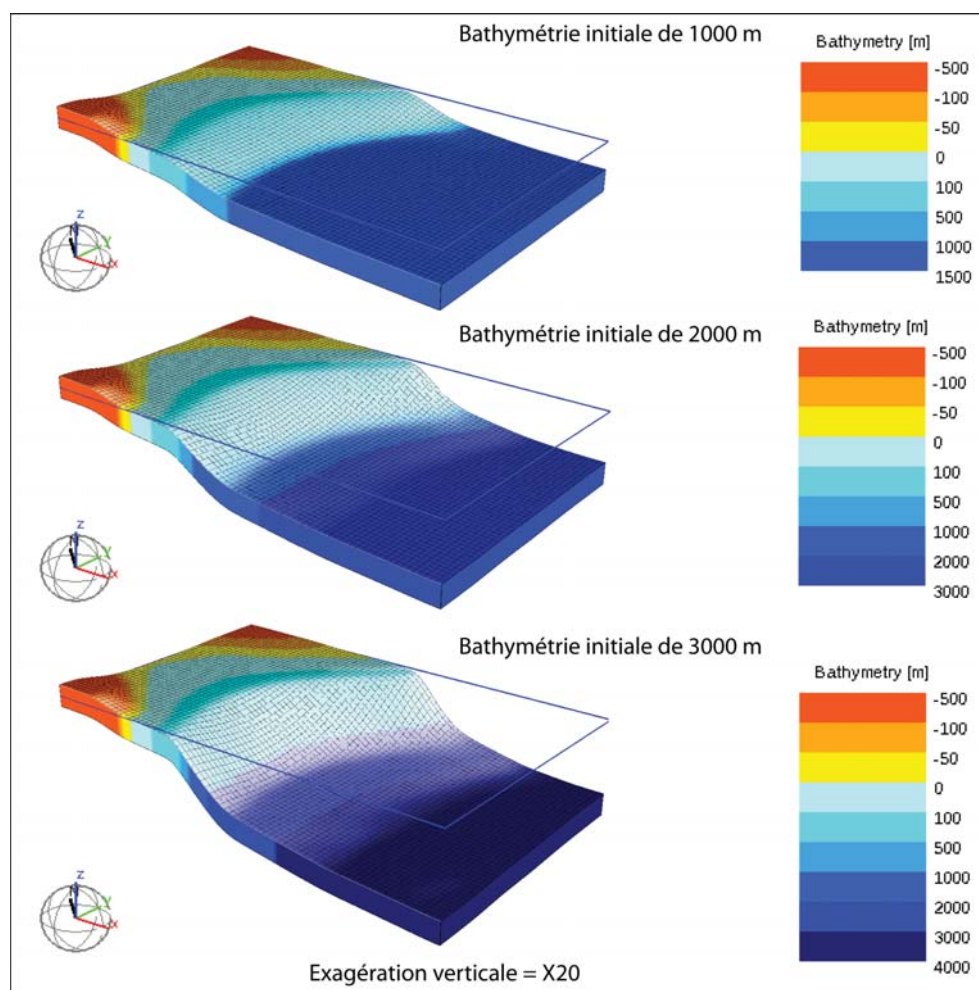 Bathymétrie initiale de 1000 m
Bathymetry [m]
-500
-100
-50
0
100
500
1000
1500
z
N
Y
x
Bathymétrie initiale de 2000 m
Bathymetry [m]
-500
-100
-50
0
100
500
1000
2000
3000
z
N
Y
x
Bathymétrie initiale de 3000 m
Bathymetry [m]
-500
-100
-50
0
100
500
1000
2000
3000
4000
z
N
Y
x
Exagération verticale = X20